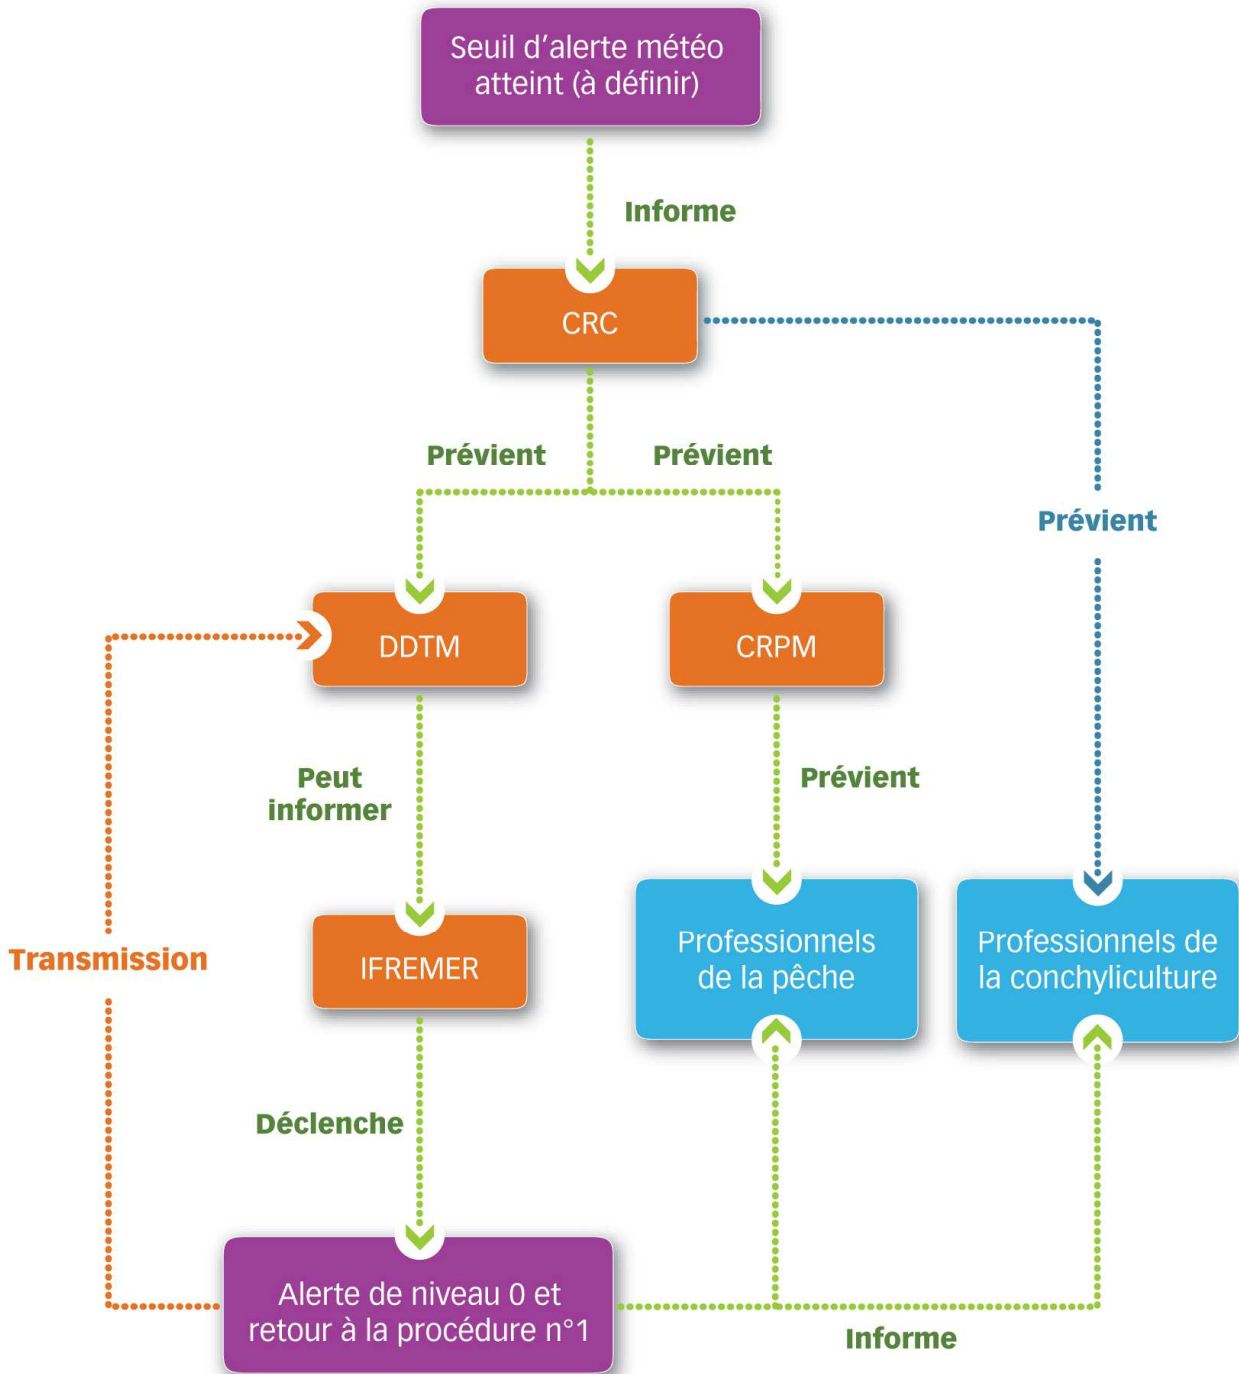 Seuil d'alerte météo
atteint (à définir)
Informe
CRC
Prévient
Prévient
Prévient
DDTM
CRPM
Peut
informer
Prévient
Transmission
IFREMER
Professionnels
de la pêche
Professionnels de
la conchyliculture
Déclenche
Alerte de niveau 0 et
retour à la procédure n°1
Informe